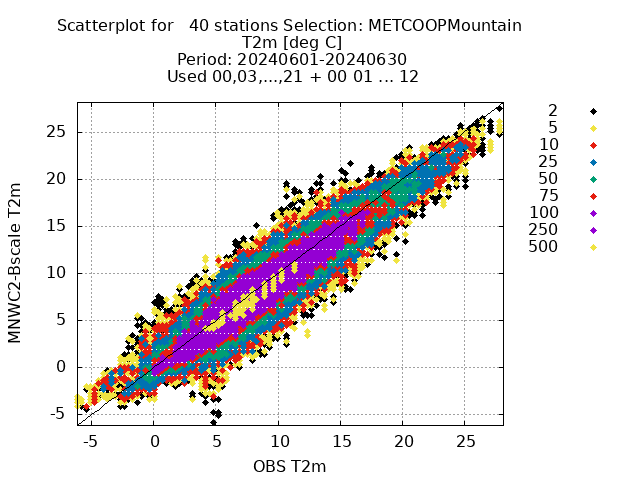 Scatterplot for   40 stations Selection: METCOOPMountain
T2m [deg C]
Period: 20240601-20240630
Used 00,03,...,21 + 00 01 ... 12
25
20
15
10
5
0
-5
MNWC2-Bscale T2m
-5 0 5 10 15 20 25
OBS T2m
2
5
10
25
50
75
100
250
500